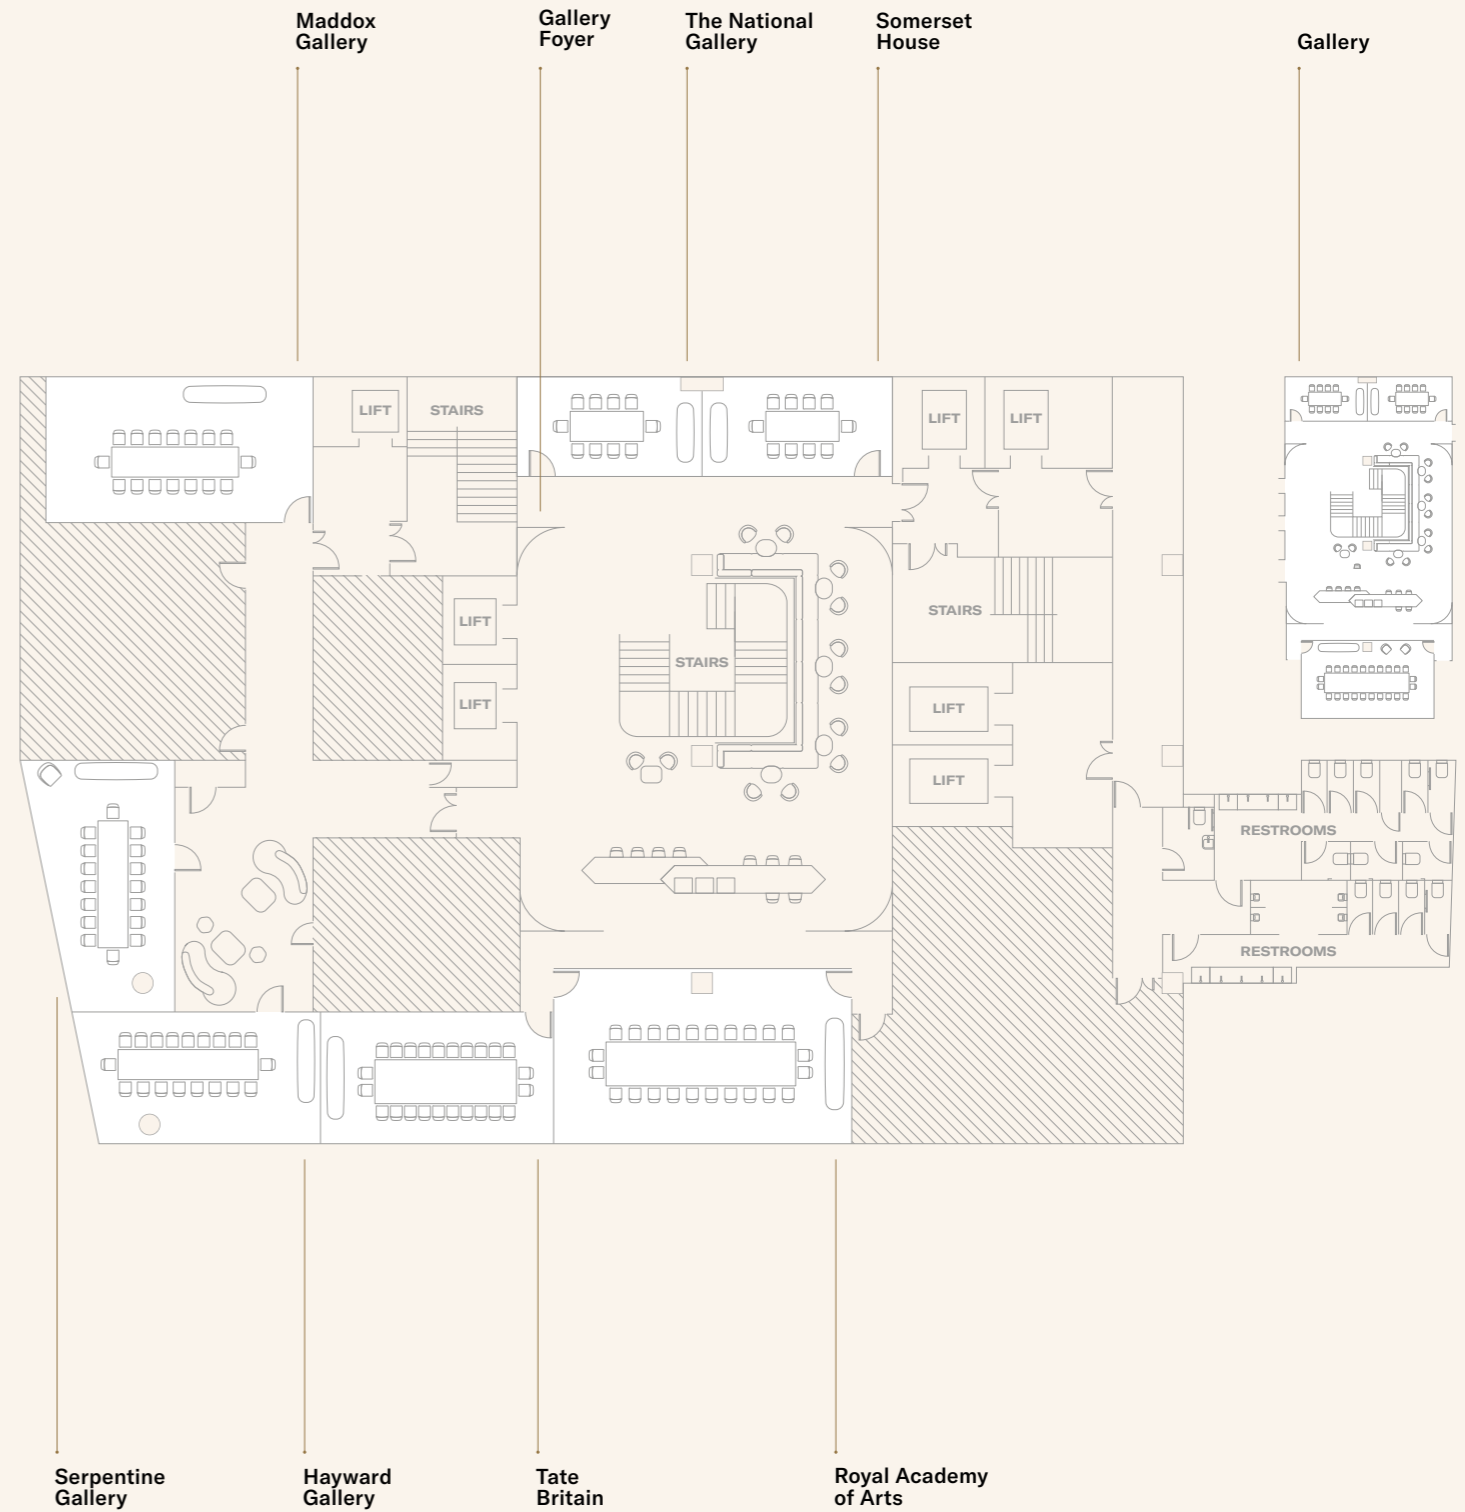 Maddox
Gallery
Gallery
Foyer
The National
Gallery
Somerset
House
Gallery
LIFT
STAIRS
LIFT
LIFT
LIFT
STAIRS
STAIRS
LIFT
LIFT
LIFT
RESTROOMS
RESTROOMS
Serpentine
Gallery
Hayward
Gallery
Tate
Britain
Royal Academy
of Arts